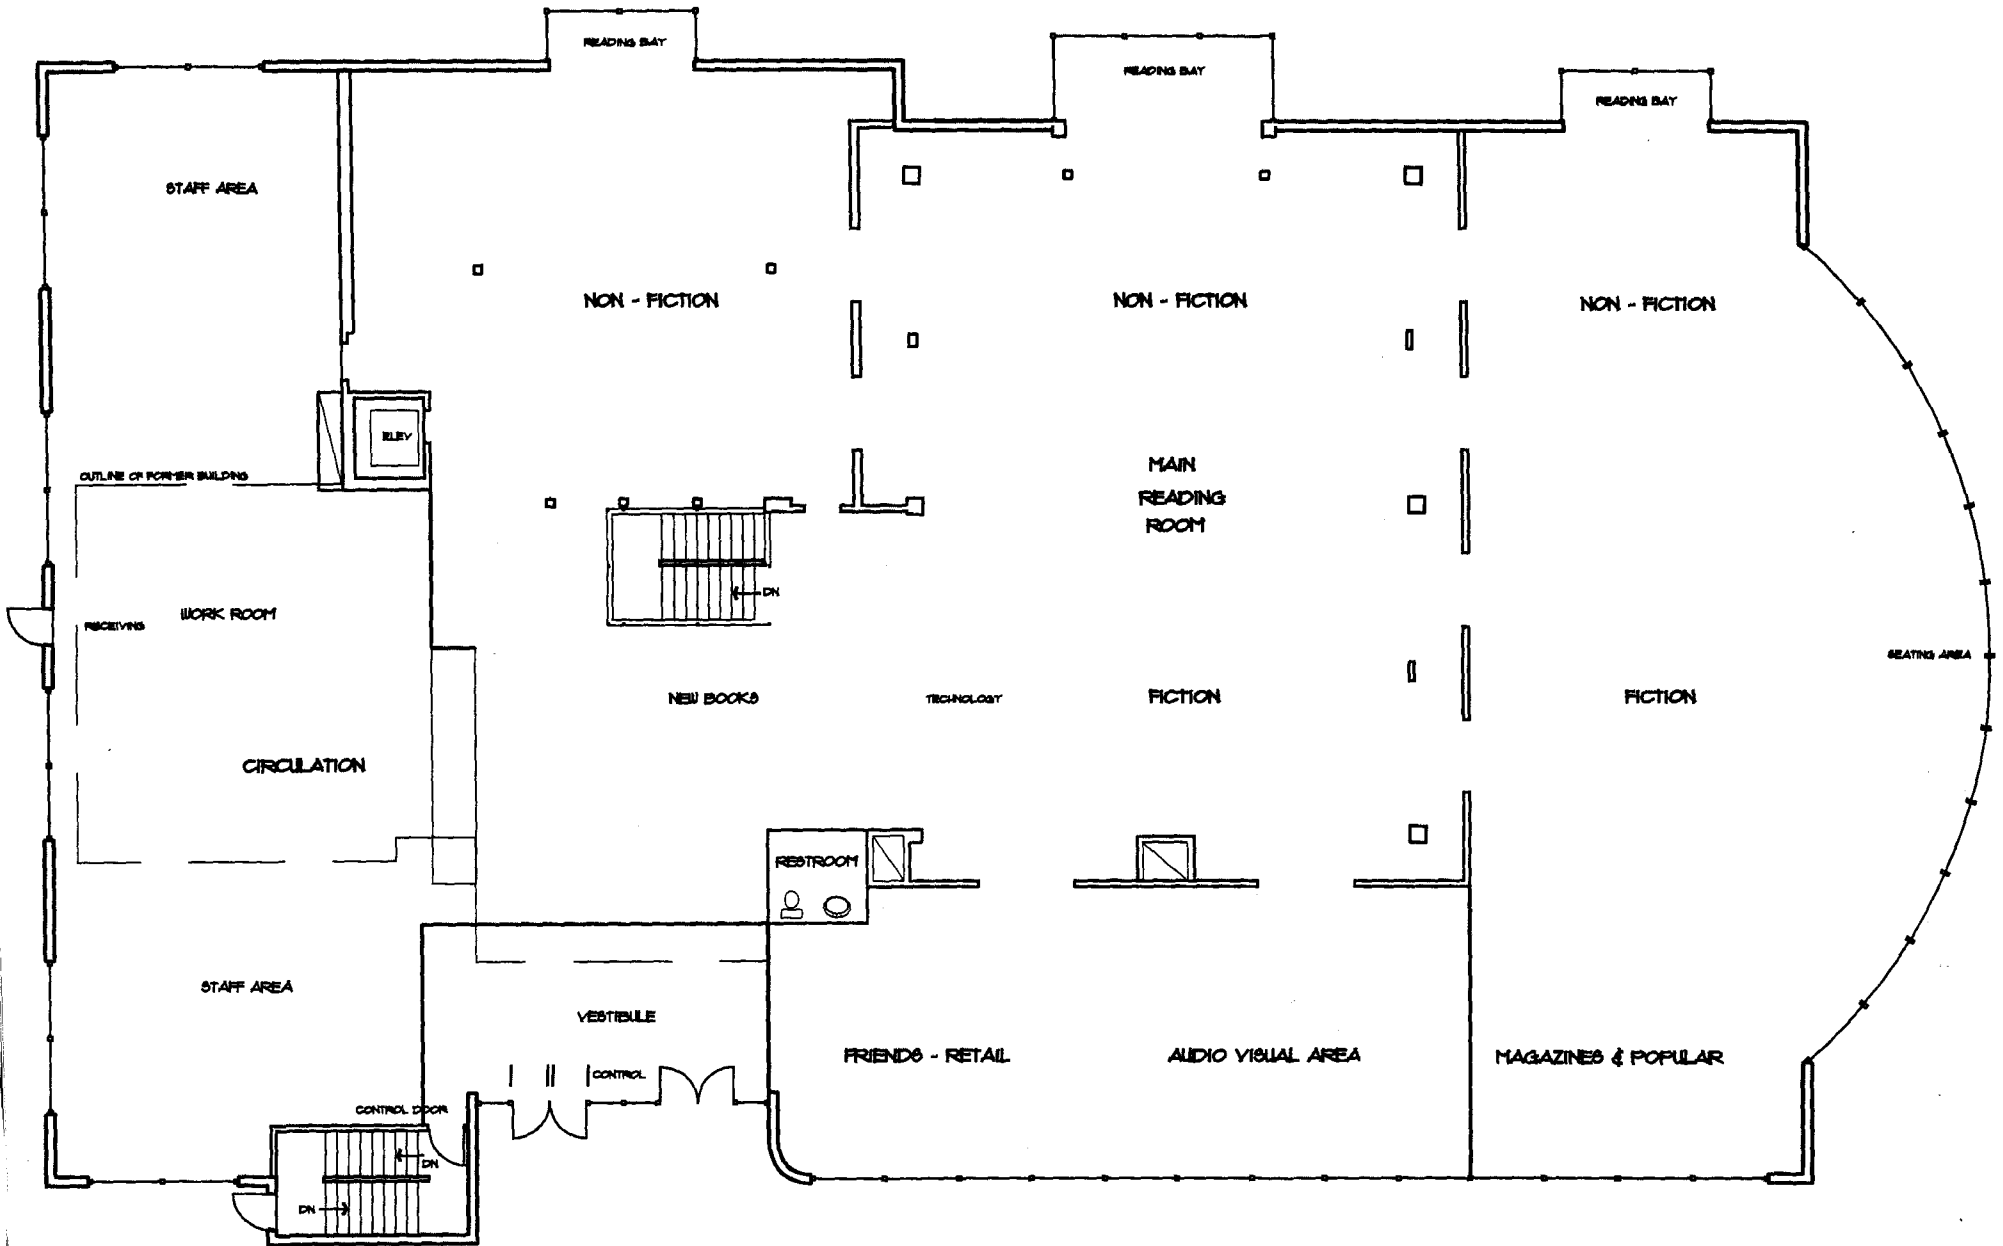 READING BAY
READING BAY
READING BAY
STAFF AREA
NON - FICTION
NON - FICTION
NON - FICTION
ELEV
OUTLINE OF FORMER BUILDING
MAIN
READING
ROOM
DN
WORK ROOM
RECEIVING
SEATING AREA
NEW BOOKS
TECHNOLOGY
FICTION
FICTION
CIRCULATION
RESTROOM
STAFF AREA
VESTIBULE
FRIENDS - RETAIL
AUDIO VISUAL AREA
MAGAZINES & POPULAR
CONTROL
CONTROL DOOR
DN
DN